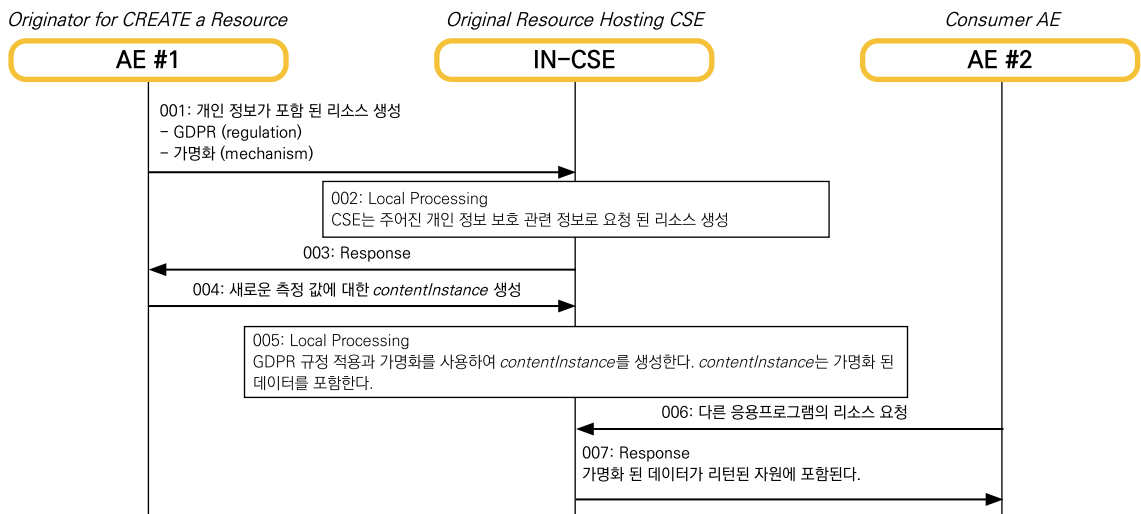 Originator for CREATE a Resource
Original Resource Hosting CSE
Consumer AE
AE #1
IN-CSE
AE #2
001: 개인 정보가 포함 된 리소스 생성
- GDPR (regulation)
- 가명화 (mechanism)
002: Local Processing
CSE는 주어진 개인 정보 보호 관련 정보로 요청 된 리소스 생성
003: Response
004: 새로운 측정 값에 대한 contentInstance 생성
005: Local Processing
GDPR 규정 적용과 가명화를 사용하여 contentInstance를 생성한다. contentInstance는 가명화 된
데이터를 포함한다.
006: 다른 응용프로그램의 리소스 요청
007: Response
가명화 된 데이터가 리턴된 자원에 포함된다.